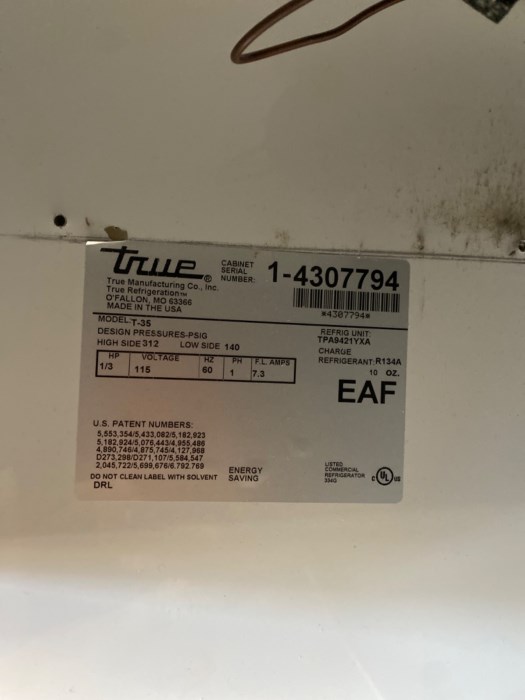 true®
CABINET
SERIAL
NUMBER:
1-4307794
*4307794*
True Manufacturing Co., Inc.
True Refrigeration™
O'FALLON, MO 63366
MADE IN THE USA
MODEL:T-35
DESIGN PRESSURES-PSIG
HIGH SIDE 312 LOW SIDE 140
REFRIG UNIT:
TPA9421YXA
CHARGE
REFRIGERANT:R134A
10 OZ.
HP VOLTAGE HZ PH F.L. AMPS
1/3 115 60 1 7.3
EAF
U.S. PATENT NUMBERS:
5,553,354/5,433,082/5,182,923
5,182,924/5,076,443/4,955,486
4,890,746/4,875,745/4,127,968
D273,298/D271,107/5,584,547
2,045,722/5,699,676/6,792,769
DO NOT CLEAN LABEL WITH SOLVENT
DRL
ENERGY
SAVING
LISTED
COMMERCIAL
REFRIGERATOR
C UL US